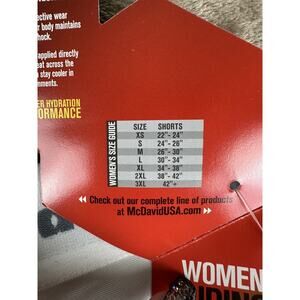 ective wear
r body maintains
hock.
applied directly
eat across the
stay cooler in
ER HYDRATION
ORMANCE
WOMEN'S SIZE GUIDE
SIZE SHORTS
XS 22"- 24"
S 24"- 26"
M 26"- 30"
L 30"- 34"
XL 34"- 38"
2XL 38"- 42"
3XL 42"+
Check out our complete line of products
at McDavidUSA.com
WOMEN